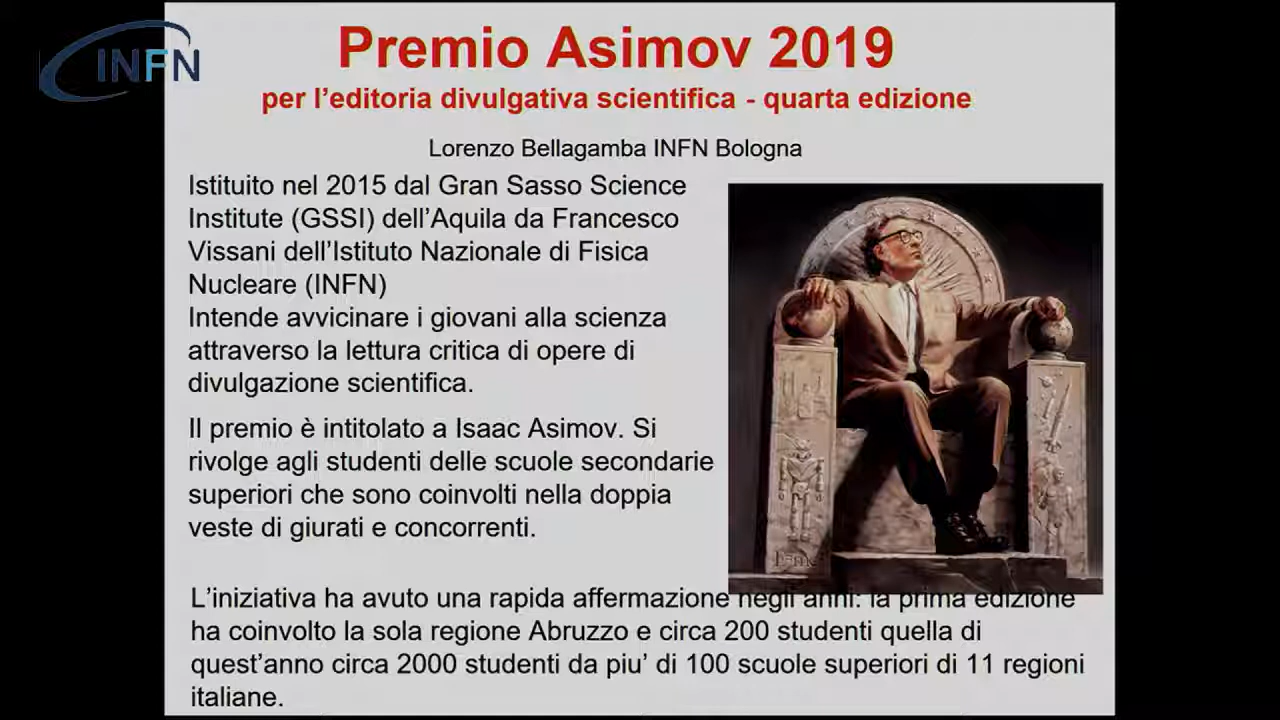 INFN
Premio Asimov 2019
per l'editoria divulgativa scientifica - quarta edizione
Lorenzo Bellagamba INFN Bologna
Istituito nel 2015 dal Gran Sasso Science
Institute (GSSI) dell'Aquila da Francesco
Vissani dell'Istituto Nazionale di Fisica
Nucleare (INFN)
Intende avvicinare i giovani alla scienza
attraverso la lettura critica di opere di
divulgazione scientifica.
Il premio è intitolato a Isaac Asimov. Si
rivolge agli studenti delle scuole secondarie
superiori che sono coinvolti nella doppia
veste di giurati e concorrenti.
L'iniziativa ha avuto una rapida affermazione negli anni: la prima edizione
ha coinvolto la sola regione Abruzzo e circa 200 studenti quella di
quest'anno circa 2000 studenti da piu' di 100 scuole superiori di 11 regioni
italiane.